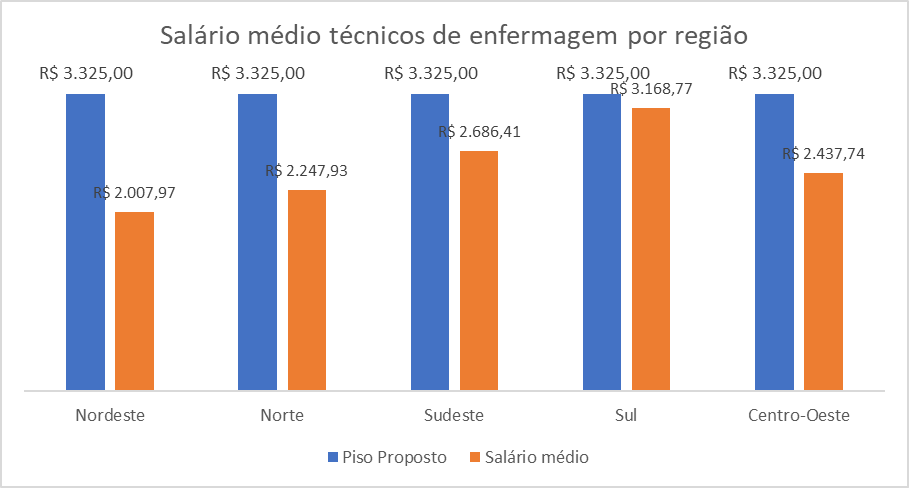 Salário médio técnicos de enfermagem por região
R$ 3.325,00 R$ 3.325,00 R$ 3.325,00 R$ 3.325,00 R$ 3.325,00
R$ 3.168,77
R$ 2.686,41
R$ 2.437,74
R$ 2.247,93
R$ 2.007,97
Nordeste Norte Sudeste Sul Centro-Oeste
Piso Proposto Salário médio